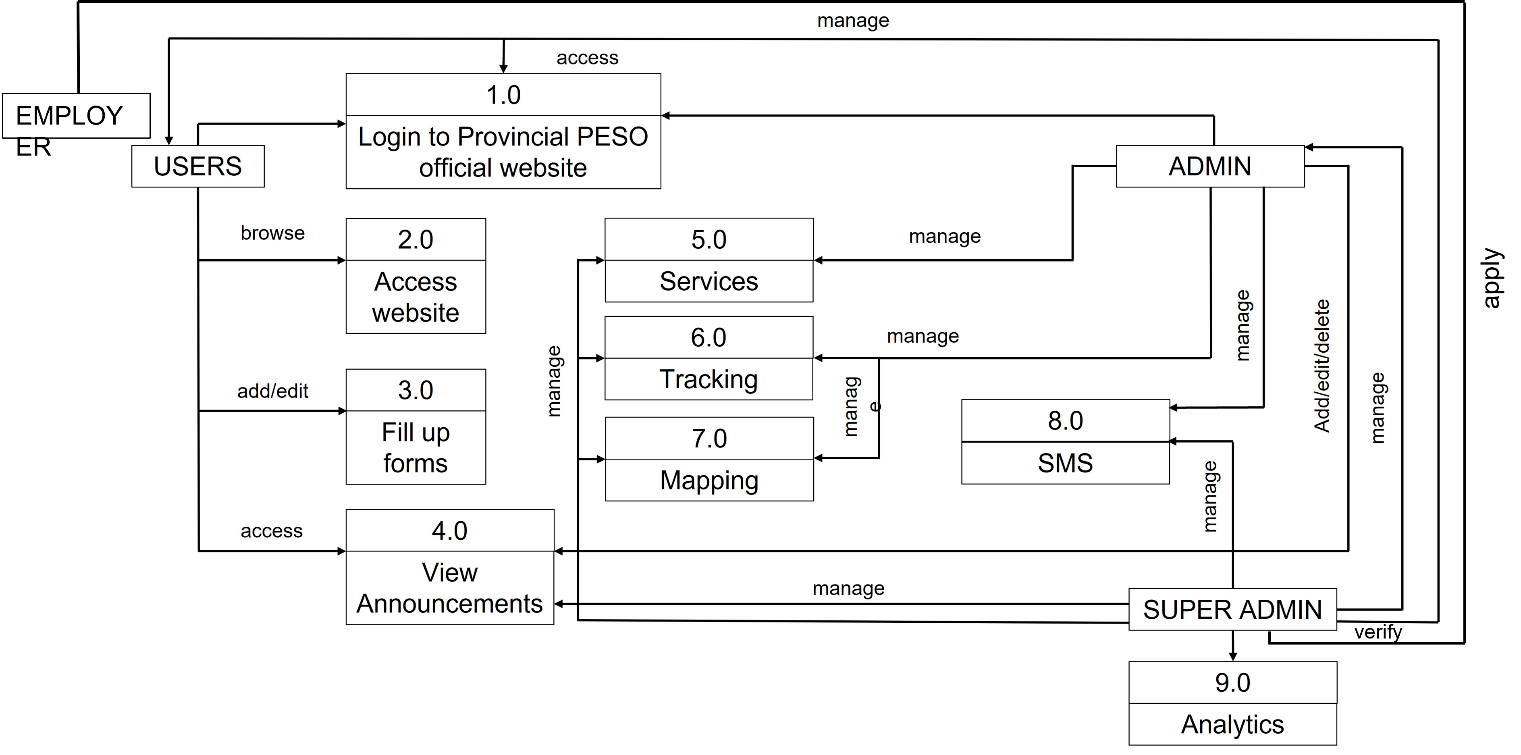 manage
access
1.0
EMPLOY
ER
Login to Provincial PESO
official website
USERS
ADMIN
browse
2.0
5.0
manage
Access
website
Services
apply
manage
Add/edit/delete
6.0
manage
manage
Tracking
manage
add/edit
3.0
manag
e
8.0
Fill up
forms
7.0
SMS
Mapping
manage
access
4.0
View
Announcements
manage
SUPER ADMIN
verify
9.0
Analytics